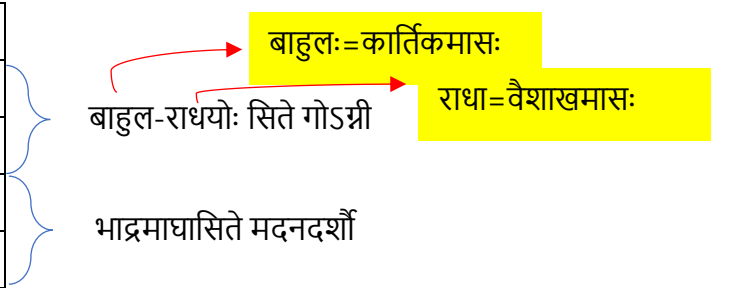 बाहुलः=कार्तिकमासः
राधा=वैशाखमासः
बाहुल-राधयोः सिते गोऽग्नी
भाद्रमाघासिते मदनदर्शौ